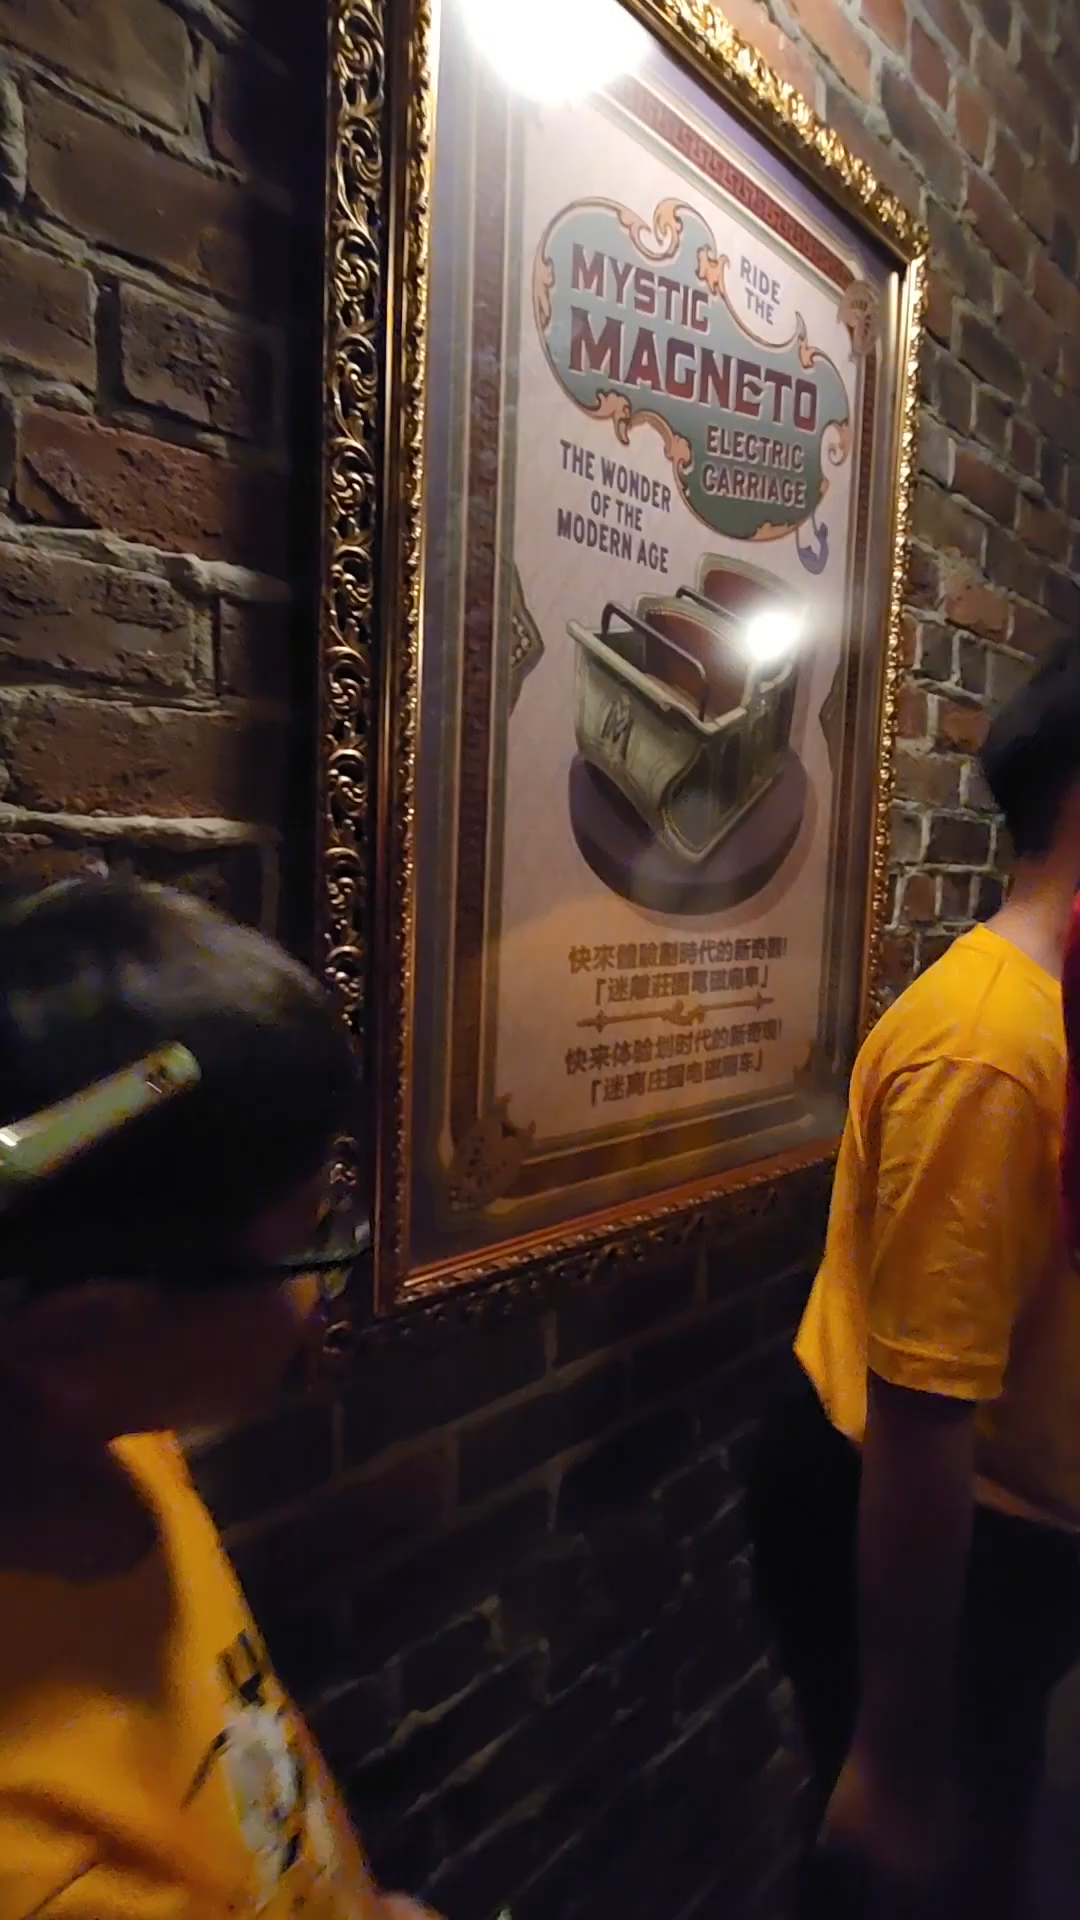 RIDE
THE
MYSTIC
MAGNETO
ELECTRIC
CARRIAGE
THE WONDER
OF THE
MODERN AGE
M
快來體驗劃時代的新奇觀!
「迷離莊園電磁廂車」
快来体验划时代的新奇观!
「迷离庄园电磁厢车」